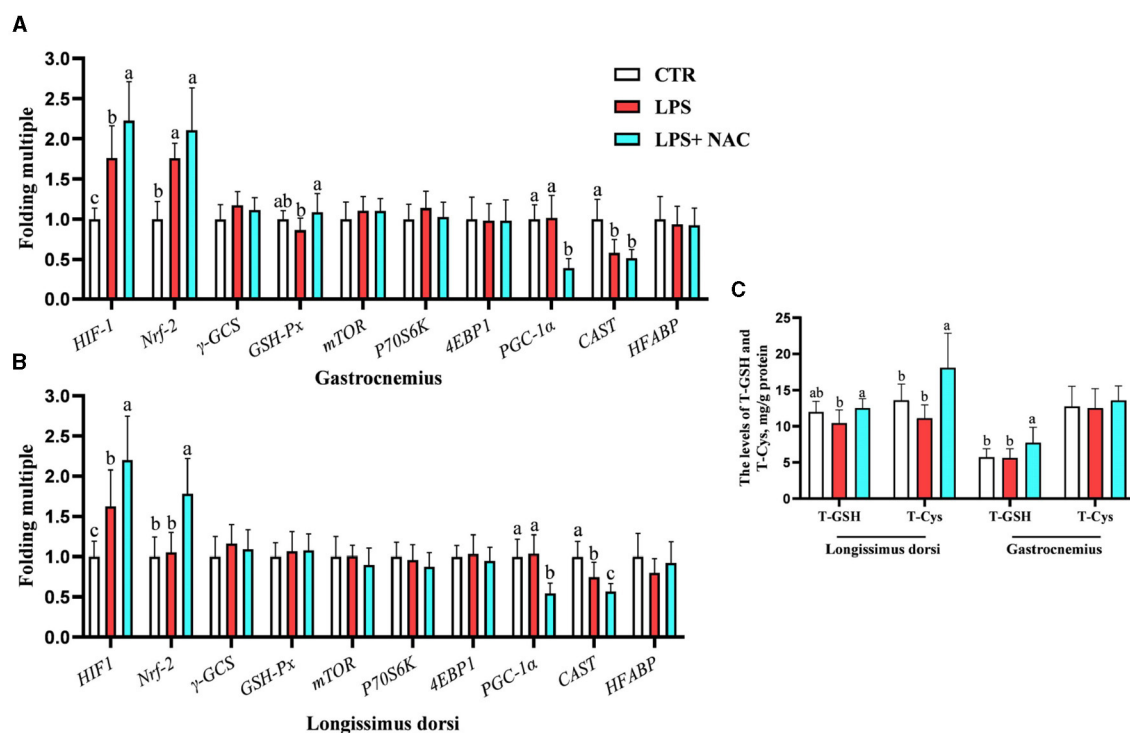 A
3.0
2.5
2.0
1.5
1.0
0.5
0.0
Folding multiple
c
b
a
b
a
a
ab
b
a
a
a
b
a
b
b
CTR
LPS
LPS+ NAC
HIF-1
Nrf-2
γ-GCS
GSH-Px
mTOR
P70S6K
4EBP1
PGC-1α
CAST
HFABP
Gastrocnemius
B
3.0
2.5
2.0
1.5
1.0
0.5
0.0
Folding multiple
c
b
a
b
b
a
a
a
b
a
b
c
HIF1
Nrf-2
γ-GCS
GSH-Px
mTOR
P70S6K
4EBP1
PGC-1α
CAST
HFABP
Longissimus dorsi
C
25
20
15
10
5
0
The levels of T-GSH and
T-Cys, mg/g protein
ab
b
a
b
b
a
b
b
a
T-GSH
T-Cys
T-GSH
T-Cys
Longissimus dorsi
Gastrocnemius